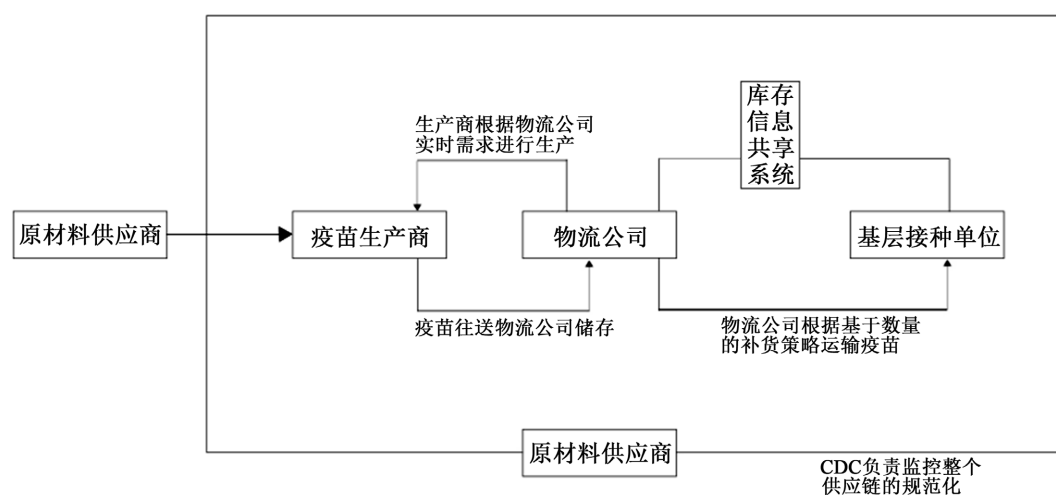 库存
信息
共享
系统
生产商根据物流公司
实时需求进行生产
原材料供应商
疫苗生产商
物流公司
基层接种单位
疫苗往送物流公司储存
物流公司根据基于数量
的补货策略运输疫苗
原材料供应商
CDC负责监控整个
供应链的规范化